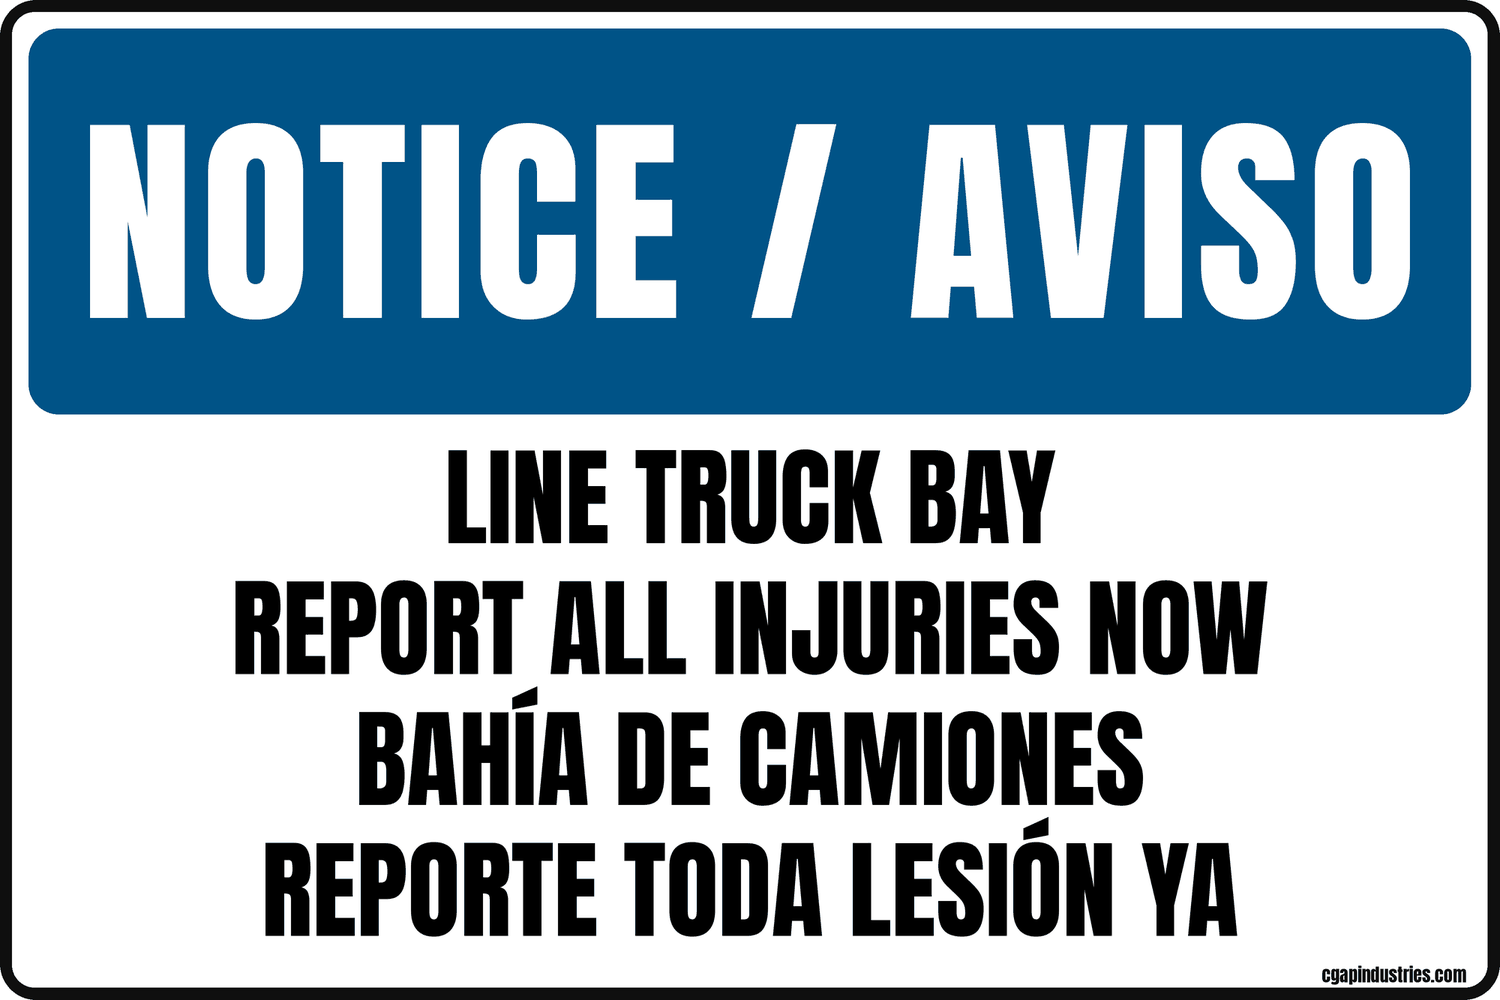 NOTICE / AVISO
LINE TRUCK BAY
REPORT ALL INJURIES NOW
BAHÍA DE CAMIONES
REPORTE TODA LESIÓN YA
cgapindustries.com